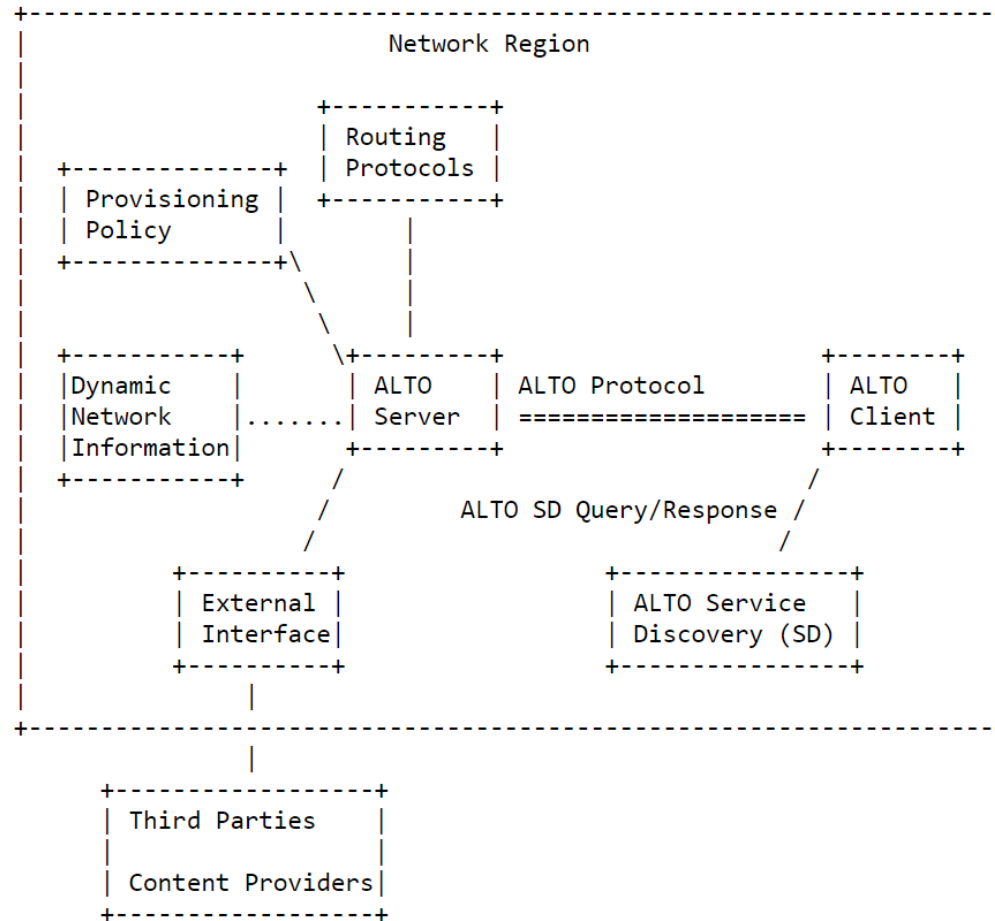 Network Region
Routing
Protocols
Provisioning
Policy
Dynamic
Network
Information
ALTO
Server
ALTO Protocol
ALTO
Client
ALTO SD Query/Response
External
Interface
ALTO Service
Discovery (SD)
Third Parties
Content Providers